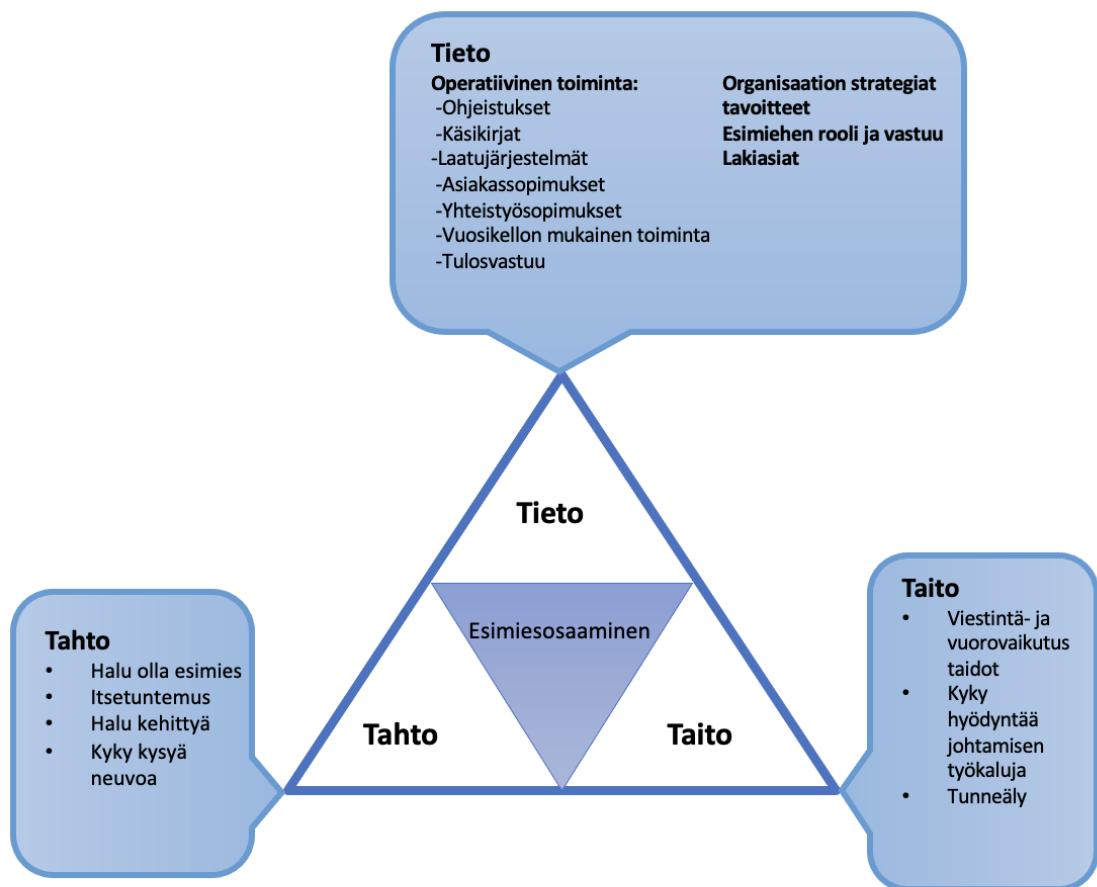 Tieto
Operatiivinen toiminta:
-Ohjeistukset
-Käsikirjat
-Laatujärjestelmät
-Asiakassopimukset
-Yhteistyösopimukset
-Vuosikellon mukainen toiminta
-Tulosvastuu
Organisaation strategiat
tavoitteet
Esimiehen rooli ja vastuu
Lakiasiat
Tieto
Esimiesosaaminen
Tahto
Taito
Tahto
• Halu olla esimies
• Itsetuntemus
• Halu kehittyä
• Kyky kysyä
neuvoa
Taito
• Viestintä- ja
vuorovaikutus
taidot
• Kyky
hyödyntää
johtamisen
työkaluja
• Tunneäly